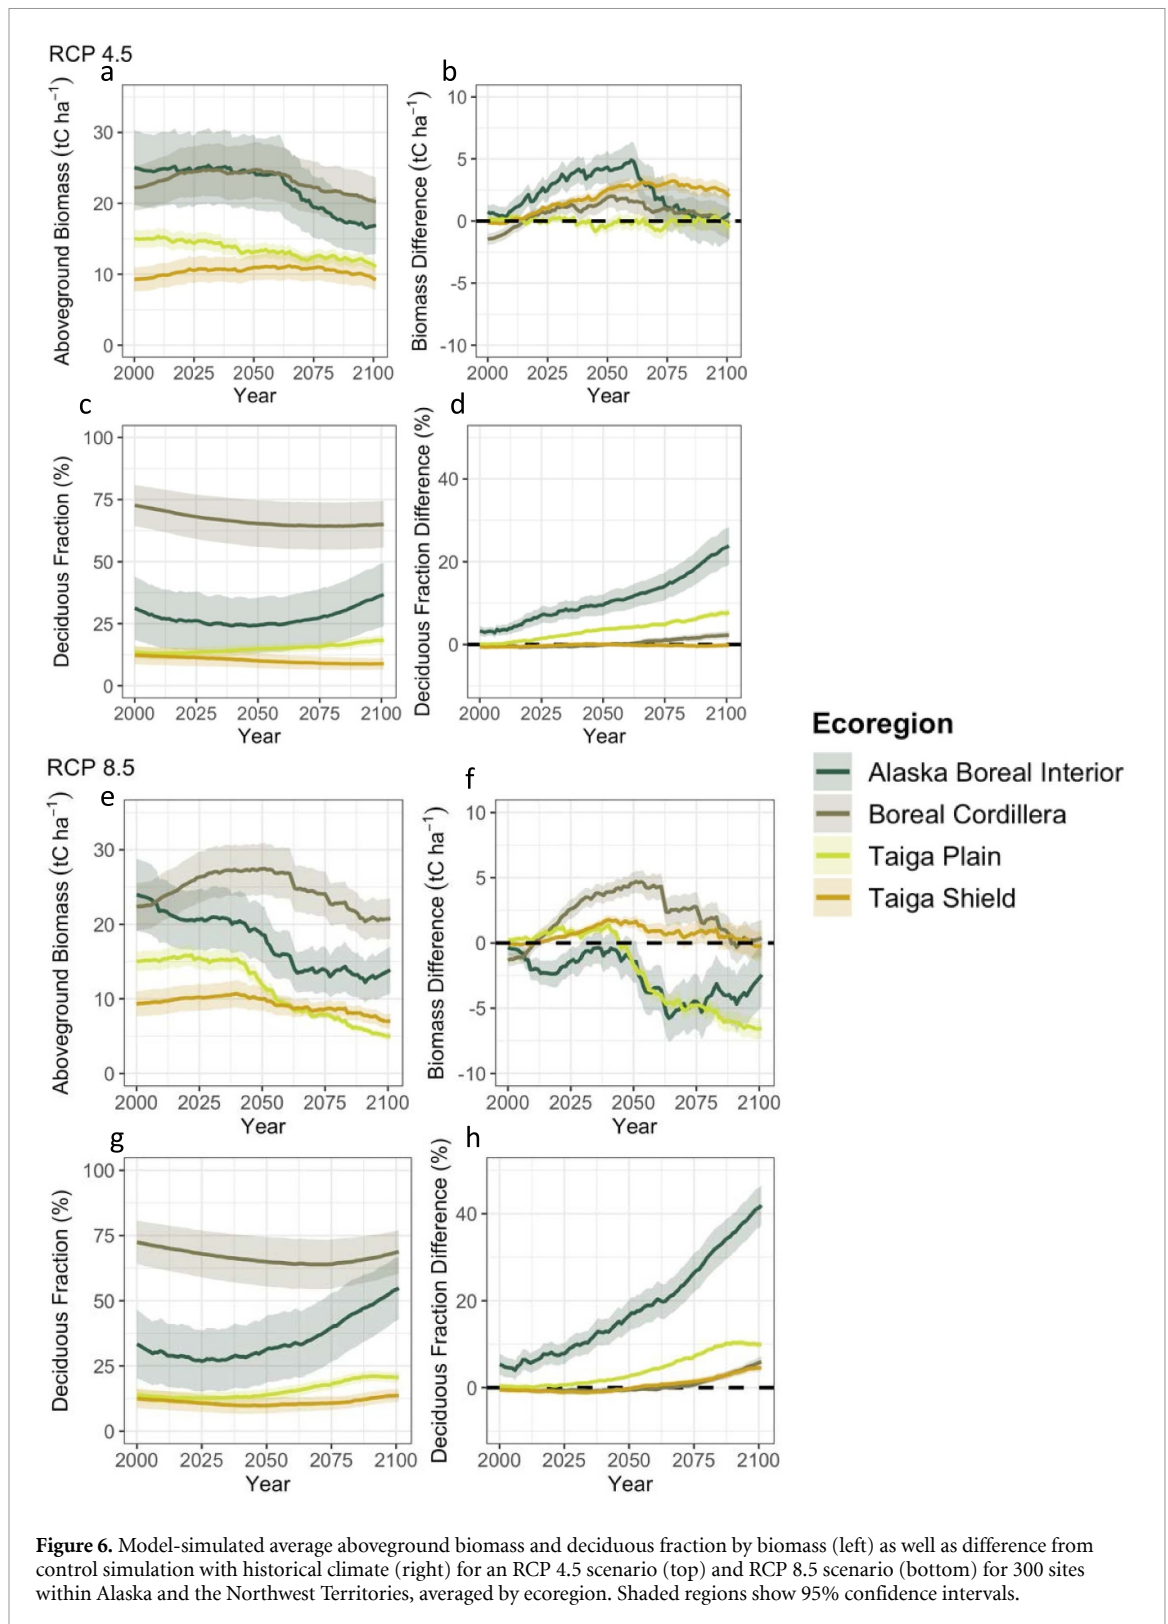 RCP 4.5
a
Aboveground Biomass (tC ha⁻¹)
30
20
10
0
2000 2025 2050 2075 2100
Year
b
Biomass Difference (tC ha⁻¹)
10
5
0
-5
-10
2000 2025 2050 2075 2100
Year
c
Deciduous Fraction (%)
100
75
50
25
0
2000 2025 2050 2075 2100
Year
d
Deciduous Fraction Difference (%)
40
20
0
2000 2025 2050 2075 2100
Year
RCP 8.5
e
Aboveground Biomass (tC ha⁻¹)
30
20
10
0
2000 2025 2050 2075 2100
Year
f
Biomass Difference (tC ha⁻¹)
10
5
0
-5
-10
2000 2025 2050 2075 2100
Year
g
Deciduous Fraction (%)
100
75
50
25
0
2000 2025 2050 2075 2100
Year
h
Deciduous Fraction Difference (%)
40
20
0
2000 2025 2050 2075 2100
Year
Ecoregion
Alaska Boreal Interior
Boreal Cordillera
Taiga Plain
Taiga Shield
Figure 6. Model-simulated average aboveground biomass and deciduous fraction by biomass (left) as well as difference from
control simulation with historical climate (right) for an RCP 4.5 scenario (top) and RCP 8.5 scenario (bottom) for 300 sites
within Alaska and the Northwest Territories, averaged by ecoregion. Shaded regions show 95% confidence intervals.